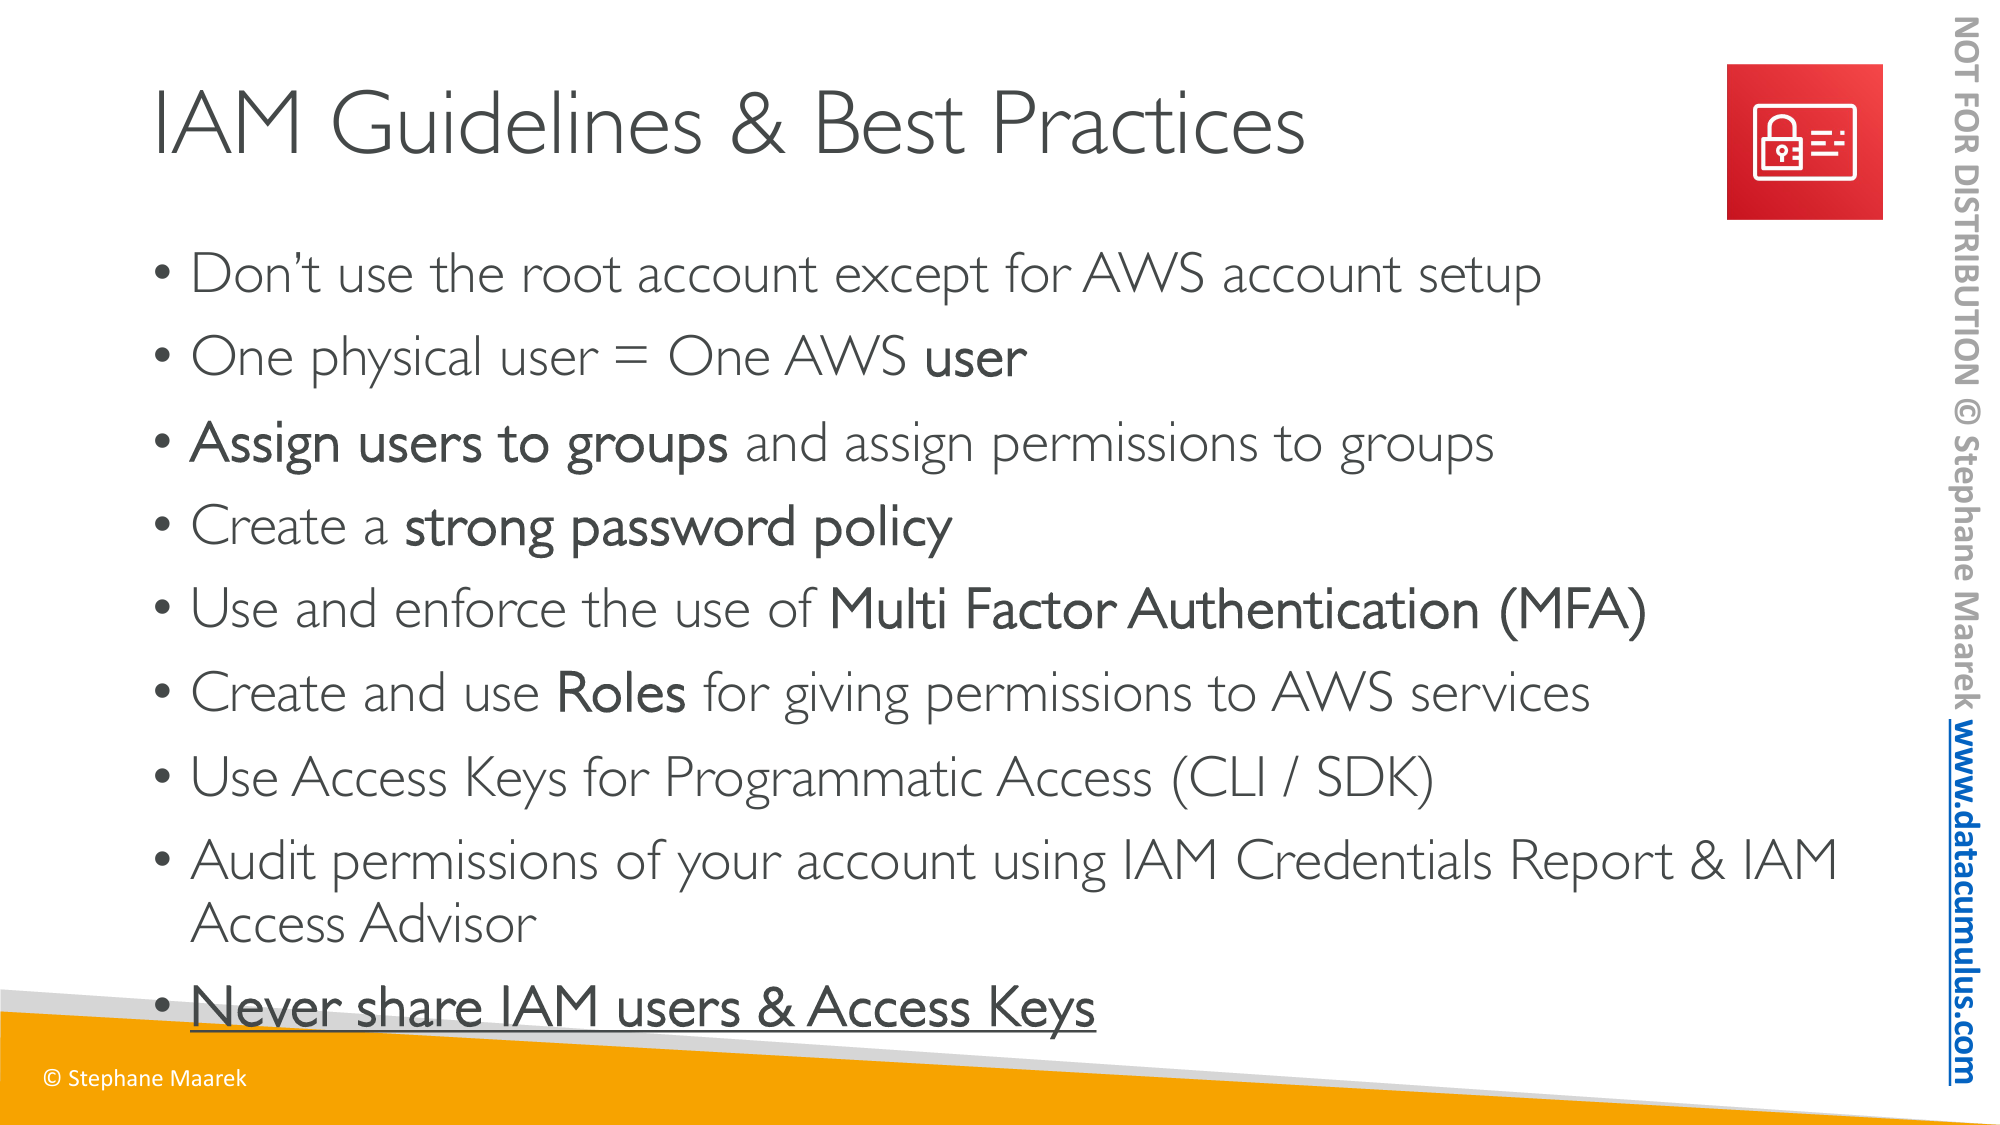 IAM Guidelines & Best Practices
• Don’t use the root account except for AWS account setup
• One physical user = One AWS user
• Assign users to groups and assign permissions to groups
• Create a strong password policy
• Use and enforce the use of Multi Factor Authentication (MFA)
• Create and use Roles for giving permissions to AWS services
• Use Access Keys for Programmatic Access (CLI / SDK)
• Audit permissions of your account using IAM Credentials Report & IAM
Access Advisor
• Never share IAM users & Access Keys
© Stephane Maarek
NOT FOR DISTRIBUTION © Stephane Maarek www.datacumulus.com